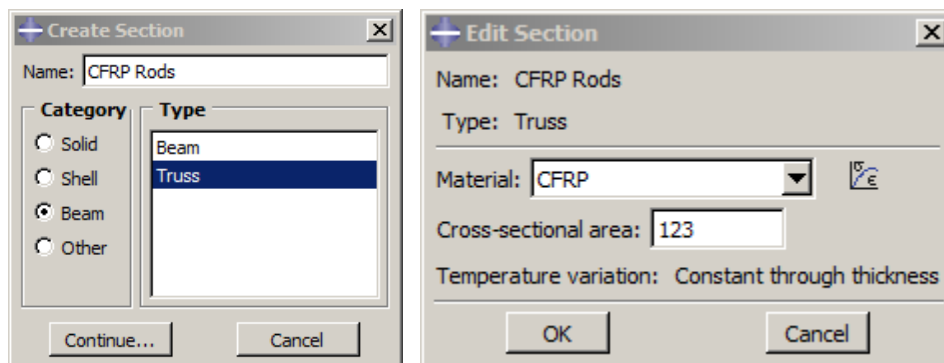 Create Section
Name: CFRP Rods
Category
Solid
Shell
Beam
Other
Type
Beam
Truss
Continue...
Cancel
Edit Section
Name: CFRP Rods
Type: Truss
Material: CFRP
σ ε
Cross-sectional area: 123
Temperature variation: Constant through thickness
OK
Cancel